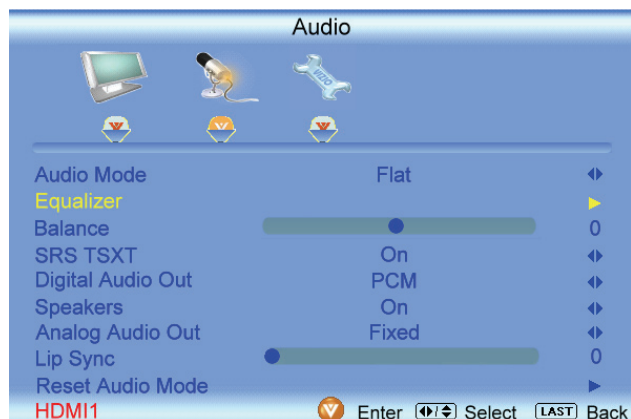 Audio
VIZIO
V V V
Audio Mode Flat
Equalizer
Balance 0
SRS TSXT On
Digital Audio Out PCM
Speakers On
Analog Audio Out Fixed
Lip Sync 0
Reset Audio Mode
HDMI1 V Enter Select LAST Back